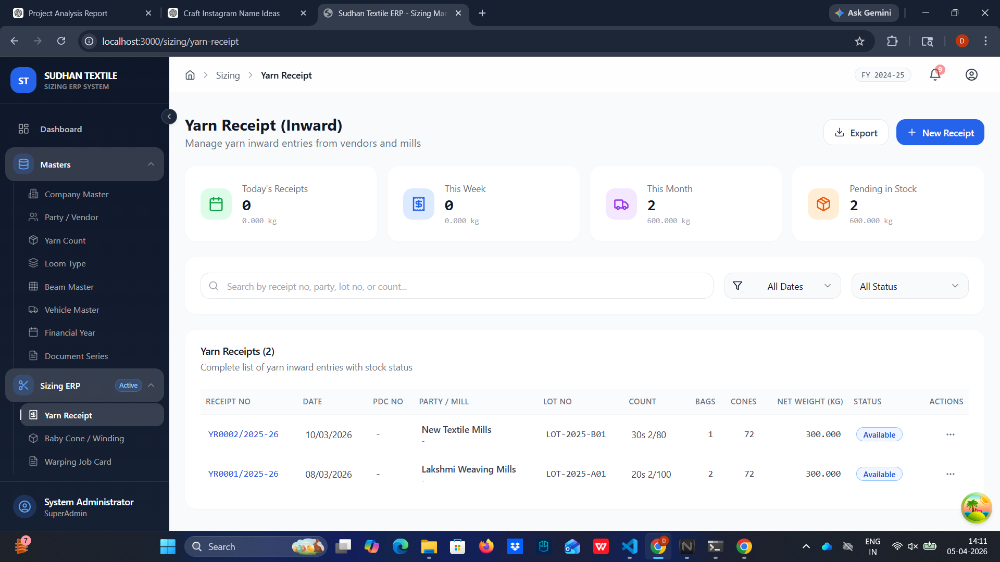 Project Analysis Report
Craft Instagram Name Ideas
Sudhan Textile ERP - Sizing Mar
Ask Gemini
localhost:3000/sizing/yarn-receipt
D
ST
SUDHAN TEXTILE
SIZING ERP SYSTEM
Sizing
Yarn Receipt
FY 2024-25
9
Dashboard
Masters
Company Master
Party / Vendor
Yarn Count
Loom Type
Beam Master
Vehicle Master
Financial Year
Document Series
Sizing ERP
Active
Yarn Receipt
Baby Cone / Winding
Warping Job Card
System Administrator
SuperAdmin
Yarn Receipt (Inward)
Manage yarn inward entries from vendors and mills
Export
New Receipt
Today's Receipts
0
0.000 kg
This Week
0
0.000 kg
This Month
2
600.000 kg
Pending in Stock
2
600.000 kg
Search by receipt no, party, lot no, or count...
All Dates
All Status
Yarn Receipts (2)
Complete list of yarn inward entries with stock status
RECEIPT NO DATE PDC NO PARTY / MILL LOT NO COUNT BAGS CONES NET WEIGHT (KG) STATUS ACTIONS
YR0002/2025-26 10/03/2026 - New Textile Mills LOT-2025-B01 30s 2/80 1 72 300.000 Available ...
-
YR0001/2025-26 08/03/2026 - Lakshmi Weaving Mills LOT-2025-A01 20s 2/100 2 72 300.000 Available ...
-
7
Search
D
ENG
IN
14:11
05-04-2026